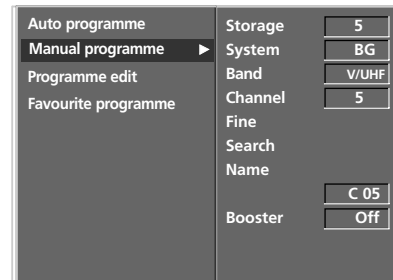 Auto programme
Manual programme ▶
Programme edit
Favourite programme
Storage 5
System BG
Band V/UHF
Channel 5
Fine
Search
Name
C 05
Booster Off